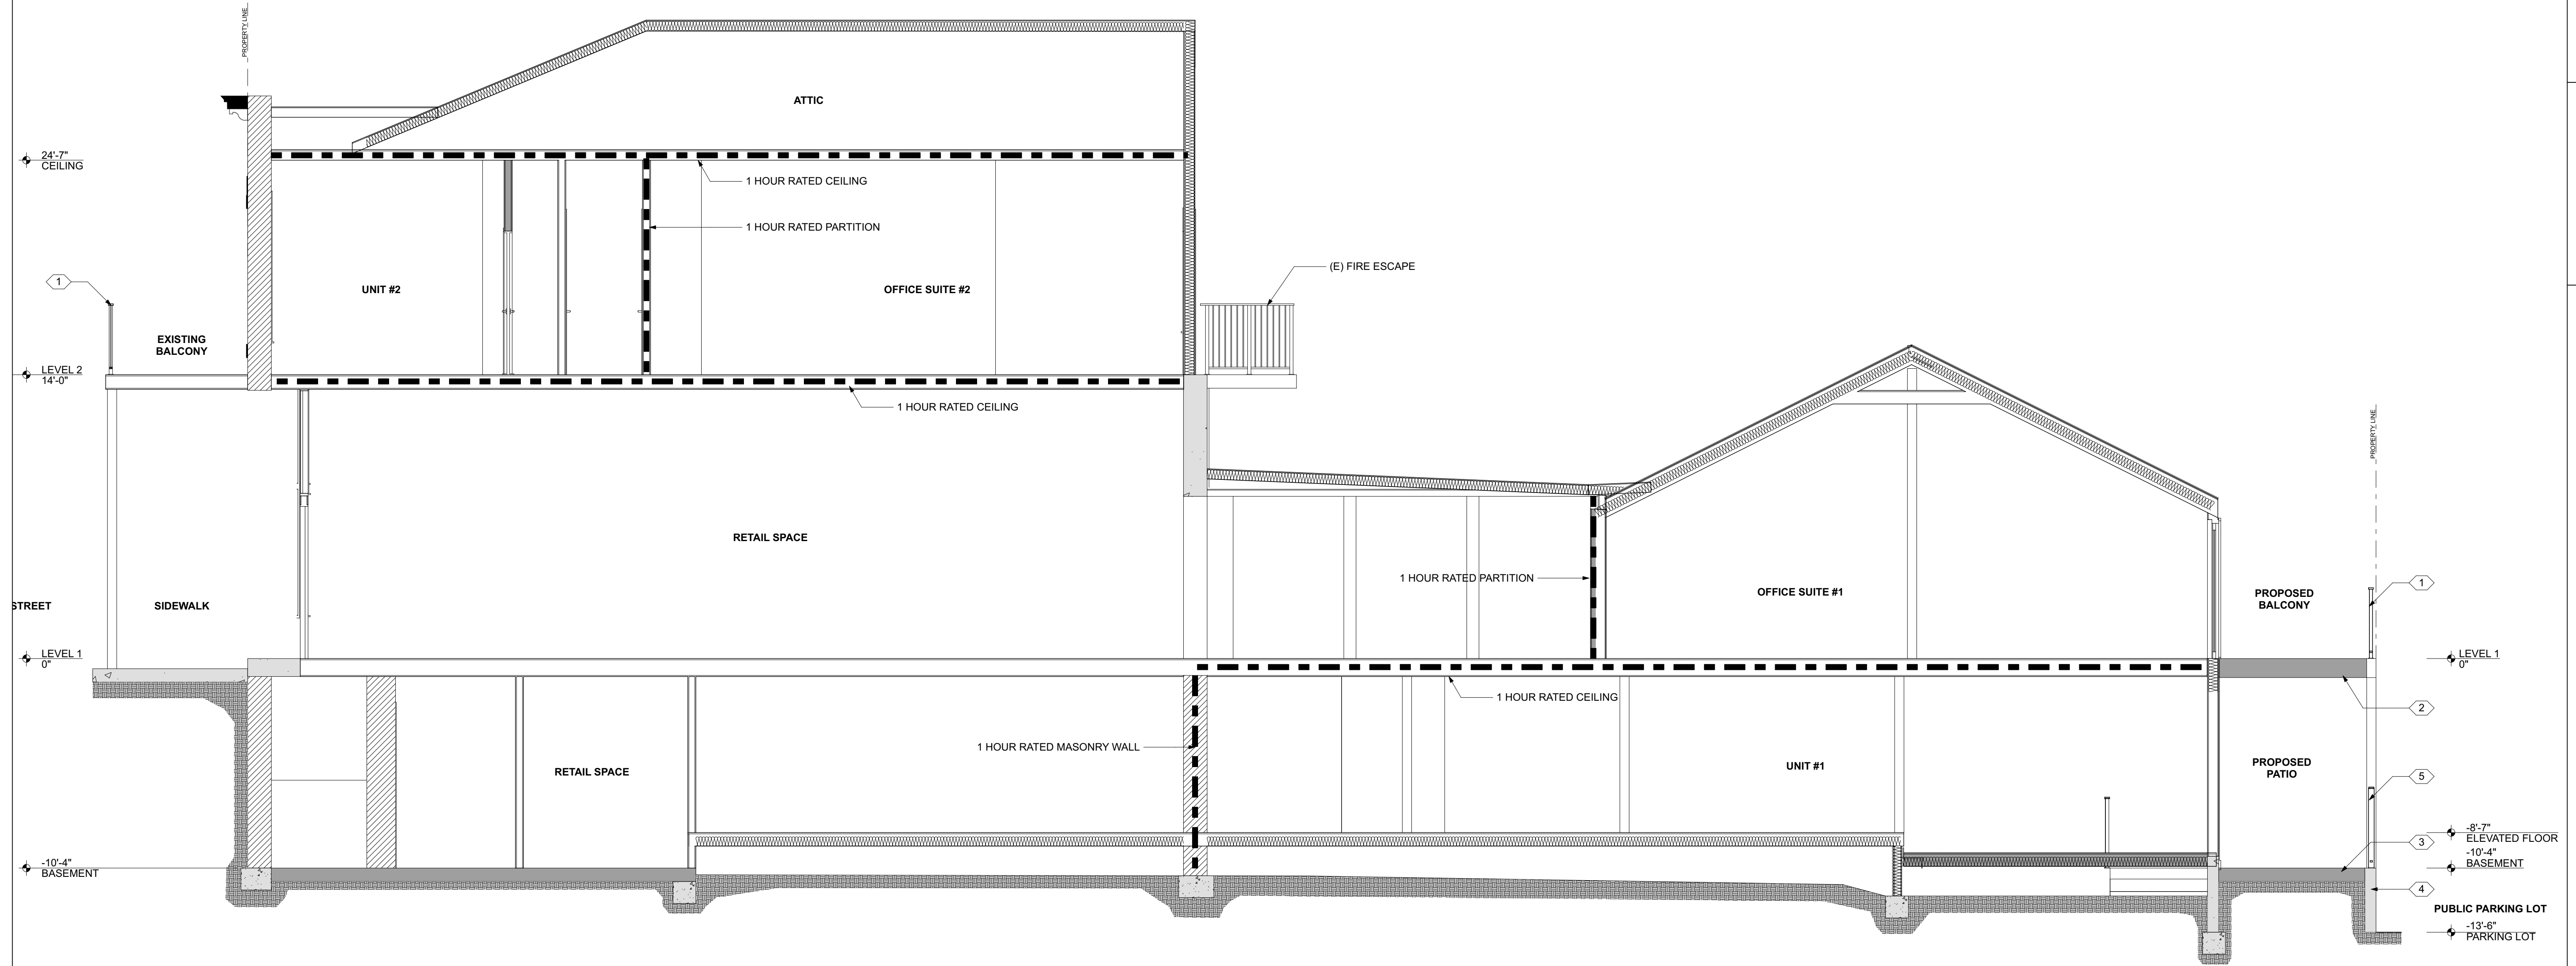 PROPERTY LINE
ATTIC
24'-7"
CEILING
1 HOUR RATED CEILING
1 HOUR RATED PARTITION
(E) FIRE ESCAPE
1
UNIT #2
OFFICE SUITE #2
EXISTING
BALCONY
LEVEL 2
14'-0"
1 HOUR RATED CEILING
PROPERTY LINE
RETAIL SPACE
1 HOUR RATED PARTITION
1
OFFICE SUITE #1
PROPOSED
BALCONY
STREET
SIDEWALK
LEVEL 1
0"
LEVEL 1
0"
1 HOUR RATED CEILING
2
1 HOUR RATED MASONRY WALL
RETAIL SPACE
UNIT #1
PROPOSED
PATIO
5
-8'-7"
ELEVATED FLOOR
3
-10'-4"
BASEMENT
-10'-4"
BASEMENT
4
PUBLIC PARKING LOT
-13'-6"
PARKING LOT